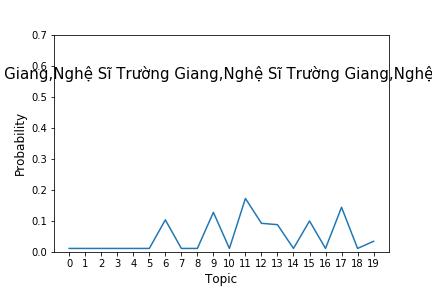 0.7
0.6
Giang,Nghệ Sĩ Trường Giang,Nghệ Sĩ Trường Giang,Nghệ
0.5
0.4
0.3
0.2
0.1
0.0
Probability
0 1 2 3 4 5 6 7 8 9 10 11 12 13 14 15 16 17 18 19
Topic